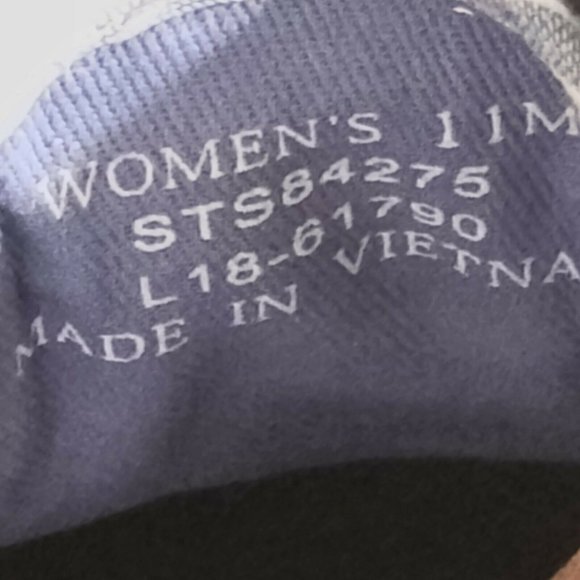 WOMEN'S 11M
STS84275
L18-61790
MADE IN VIETNA